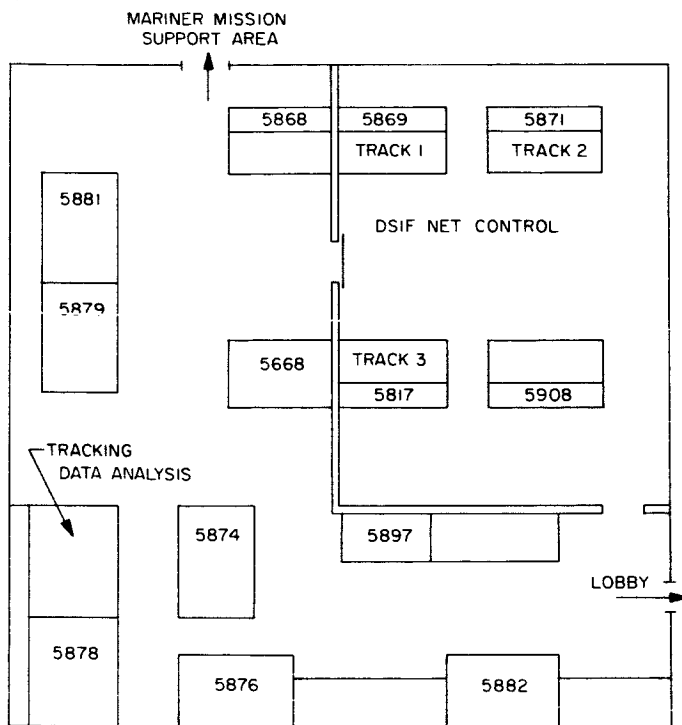 MARINER MISSION
SUPPORT AREA
5868
5869
5871
TRACK 1
TRACK 2
5881
DSIF NET CONTROL
5879
5668
TRACK 3
5817
5908
TRACKING
DATA ANALYSIS
5874
5897
LOBBY
5878
5876
5882